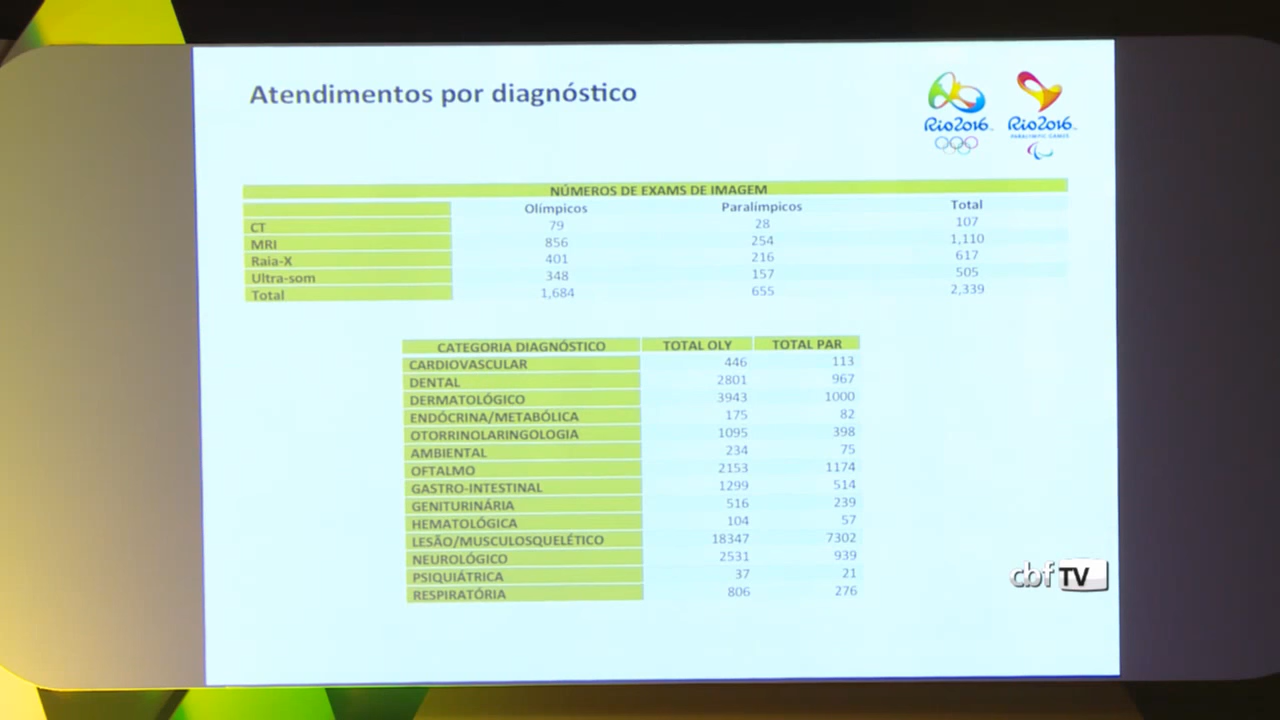 Atendimentos por diagnóstico
Rio2016
Rio2016
PARALYMPIC GAMES
NÚMEROS DE EXAMS DE IMAGEM
Olímpicos Paralímpicos Total
CT 79 28 107
MRI 856 254 1,110
Raia-X 401 216 617
Ultra-som 348 157 505
Total 1,684 655 2,339
CATEGORIA DIAGNÓSTICO TOTAL OLY TOTAL PAR
CARDIOVASCULAR 446 113
DENTAL 2801 967
DERMATOLÓGICO 3943 1000
ENDÓCRINA/METABÓLICA 175 82
OTORRINOLARINGOLOGIA 1095 398
AMBIENTAL 234 75
OFTALMO 2153 1174
GASTRO-INTESTINAL 1299 514
GENITURINÁRIA 516 239
HEMATOLÓGICA 104 57
LESÃO/MUSCULOSQUELÉTICO 18347 7302
NEUROLÓGICO 2531 939
PSIQUIÁTRICA 37 21
RESPIRATÓRIA 806 276
cbf TV